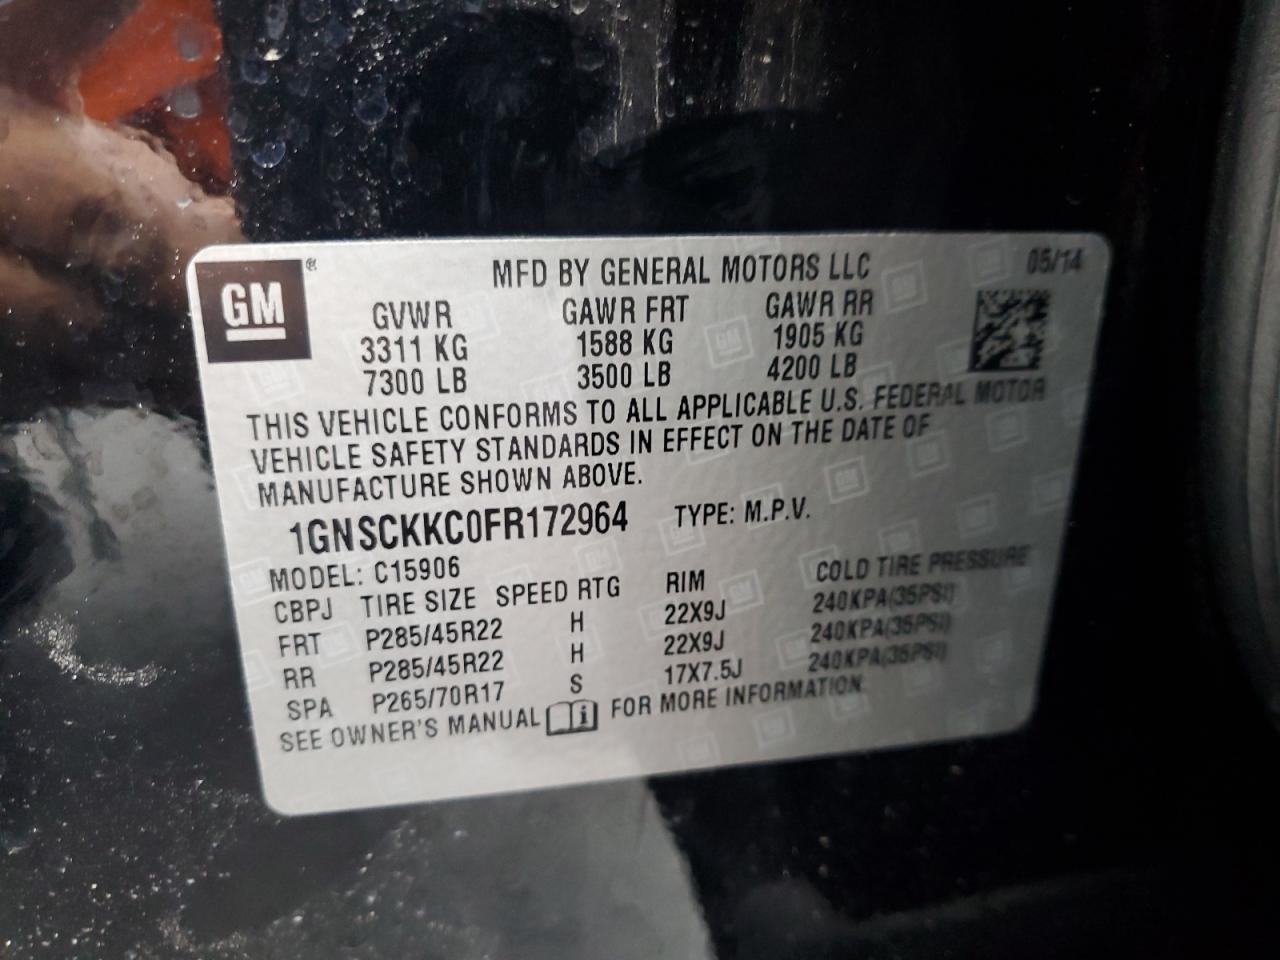 GM®
MFD BY GENERAL MOTORS LLC 05/14
GVWR GAWR FRT GAWR RR
3311 KG 1588 KG 1905 KG
7300 LB 3500 LB 4200 LB
THIS VEHICLE CONFORMS TO ALL APPLICABLE U.S. FEDERAL MOTOR
VEHICLE SAFETY STANDARDS IN EFFECT ON THE DATE OF
MANUFACTURE SHOWN ABOVE.
1GNSCKKC0FR172964 TYPE: M.P.V.
MODEL: C15906
CBPJ TIRE SIZE SPEED RTG RIM COLD TIRE PRESSURE
FRT P285/45R22 H 22X9J 240KPA(35PSI)
RR P285/45R22 H 22X9J 240KPA(35PSI)
SPA P265/70R17 S 17X7.5J 240KPA(35PSI)
SEE OWNER'S MANUAL i FOR MORE INFORMATION